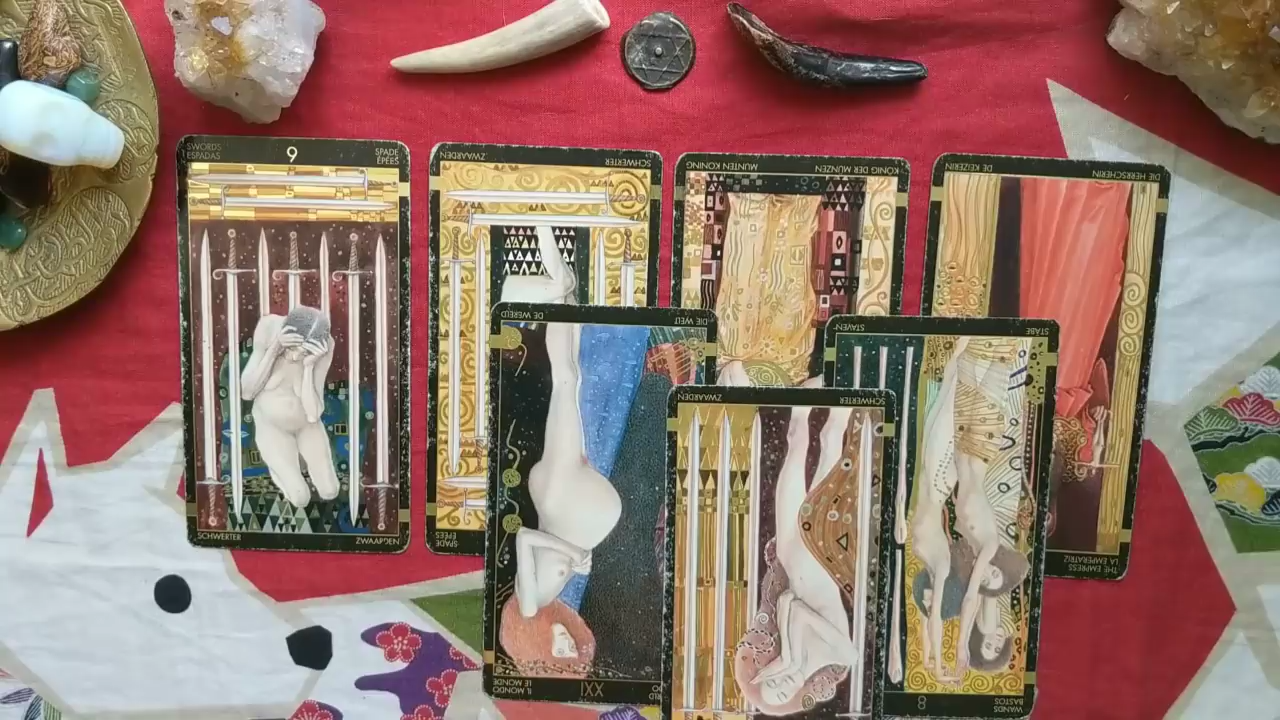 SWORDS
ESPADAS
9
SPADE
ÉPÉES
SCHWERTER
ZWAARDEN
ZWAARDEN
SCHWERTER
SPADE
ÉPÉES
MUNTEN KONING
KÖNIG DER MÜNZEN
DE KEIZERIN
DIE HERRSCHERIN
THE EMPRESS
LA EMPERATRIZ
DE WERELD
DIE WELT
XXI
IL MONDO
LE MONDE
ZWAARDEN
SCHWERTER
STAVEN
STÄBE
8
WANDS
BASTOS